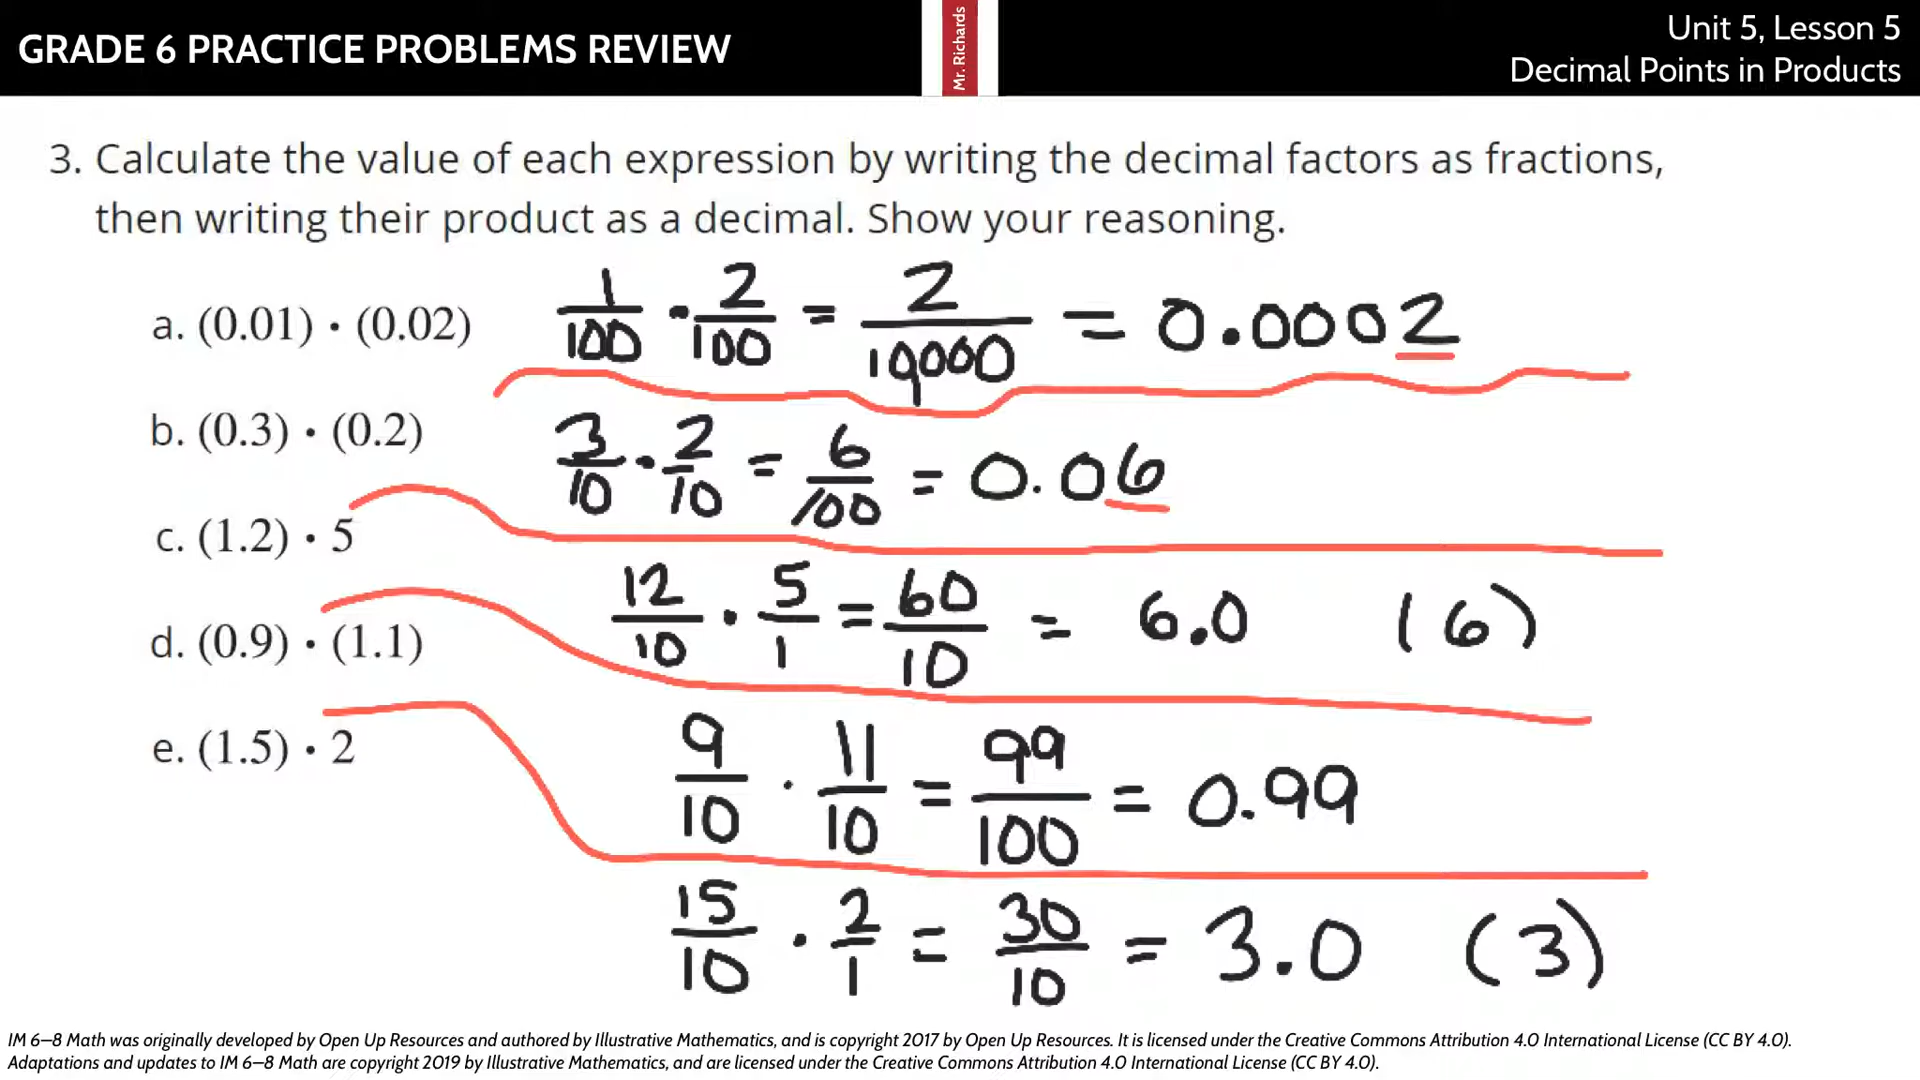 GRADE 6 PRACTICE PROBLEMS REVIEW
Mr. Richards
Unit 5, Lesson 5
Decimal Points in Products
3. Calculate the value of each expression by writing the decimal factors as fractions,
then writing their product as a decimal. Show your reasoning.
a. (0.01) · (0.02) 1/100 · 2/100 = 2/10,000 = 0.0002
b. (0.3) · (0.2) 3/10 · 2/10 = 6/100 = 0.06
c. (1.2) · 5 12/10 · 5/1 = 60/10 = 6.0 (6)
d. (0.9) · (1.1) 9/10 · 11/10 = 99/100 = 0.99
e. (1.5) · 2 15/10 · 2/1 = 30/10 = 3.0 (3)
IM 6–8 Math was originally developed by Open Up Resources and authored by Illustrative Mathematics, and is copyright 2017 by Open Up Resources. It is licensed under the Creative Commons Attribution 4.0 International License (CC BY 4.0).
Adaptations and updates to IM 6–8 Math are copyright 2019 by Illustrative Mathematics, and are licensed under the Creative Commons Attribution 4.0 International License (CC BY 4.0).